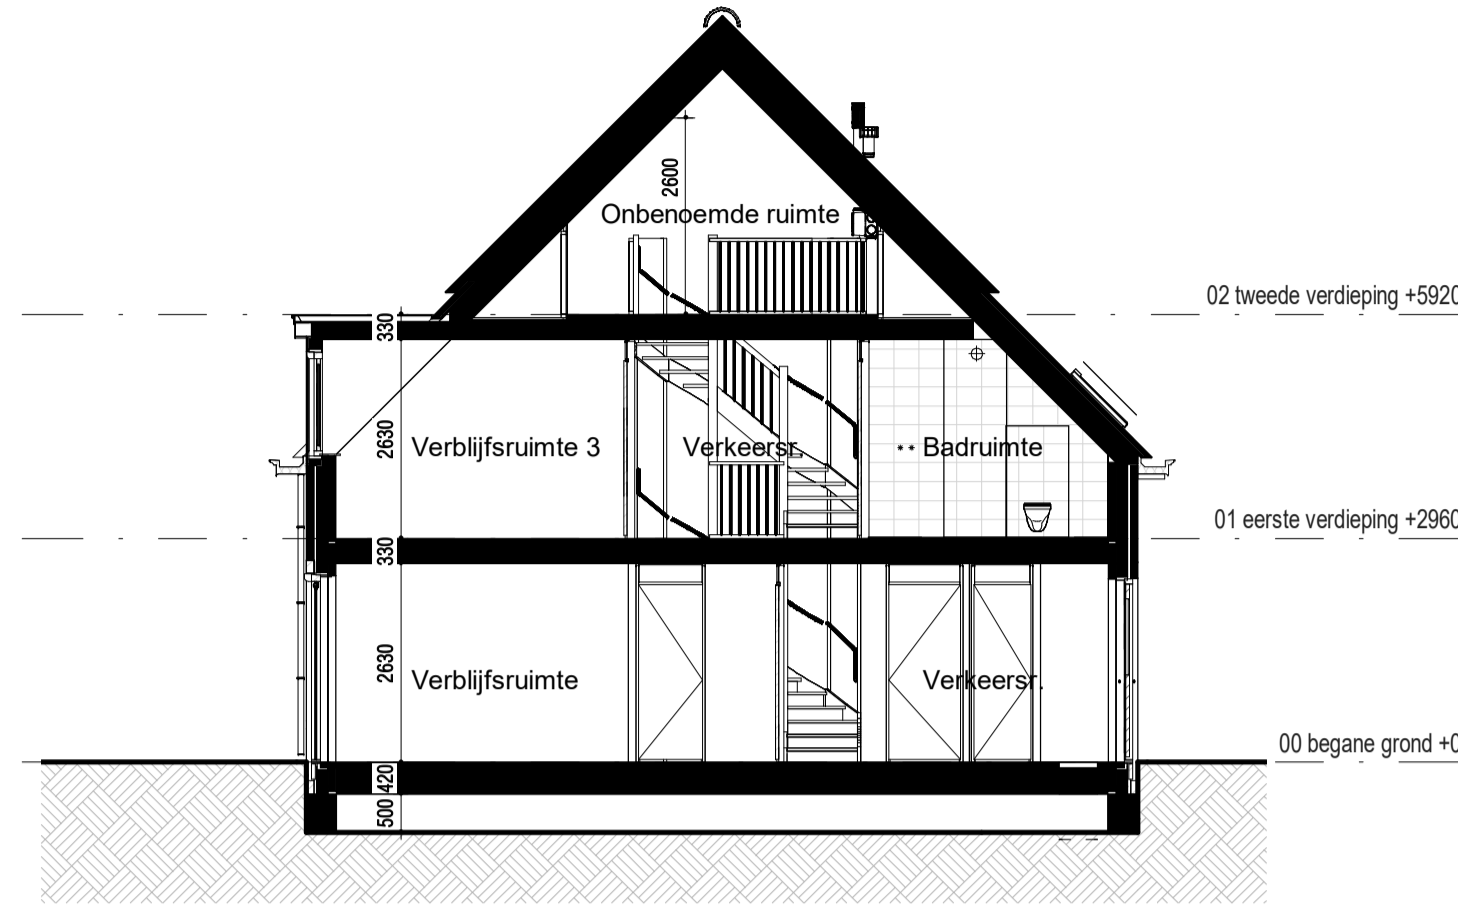 2600
Onbenoemde ruimte
02 tweede verdieping +5920
330
2630
Verblijfsruimte 3
Verkeersr.
Badruimte
01 eerste verdieping +2960
330
2630
Verblijfsruimte
Verkeersr.
00 begane grond +0
420
500